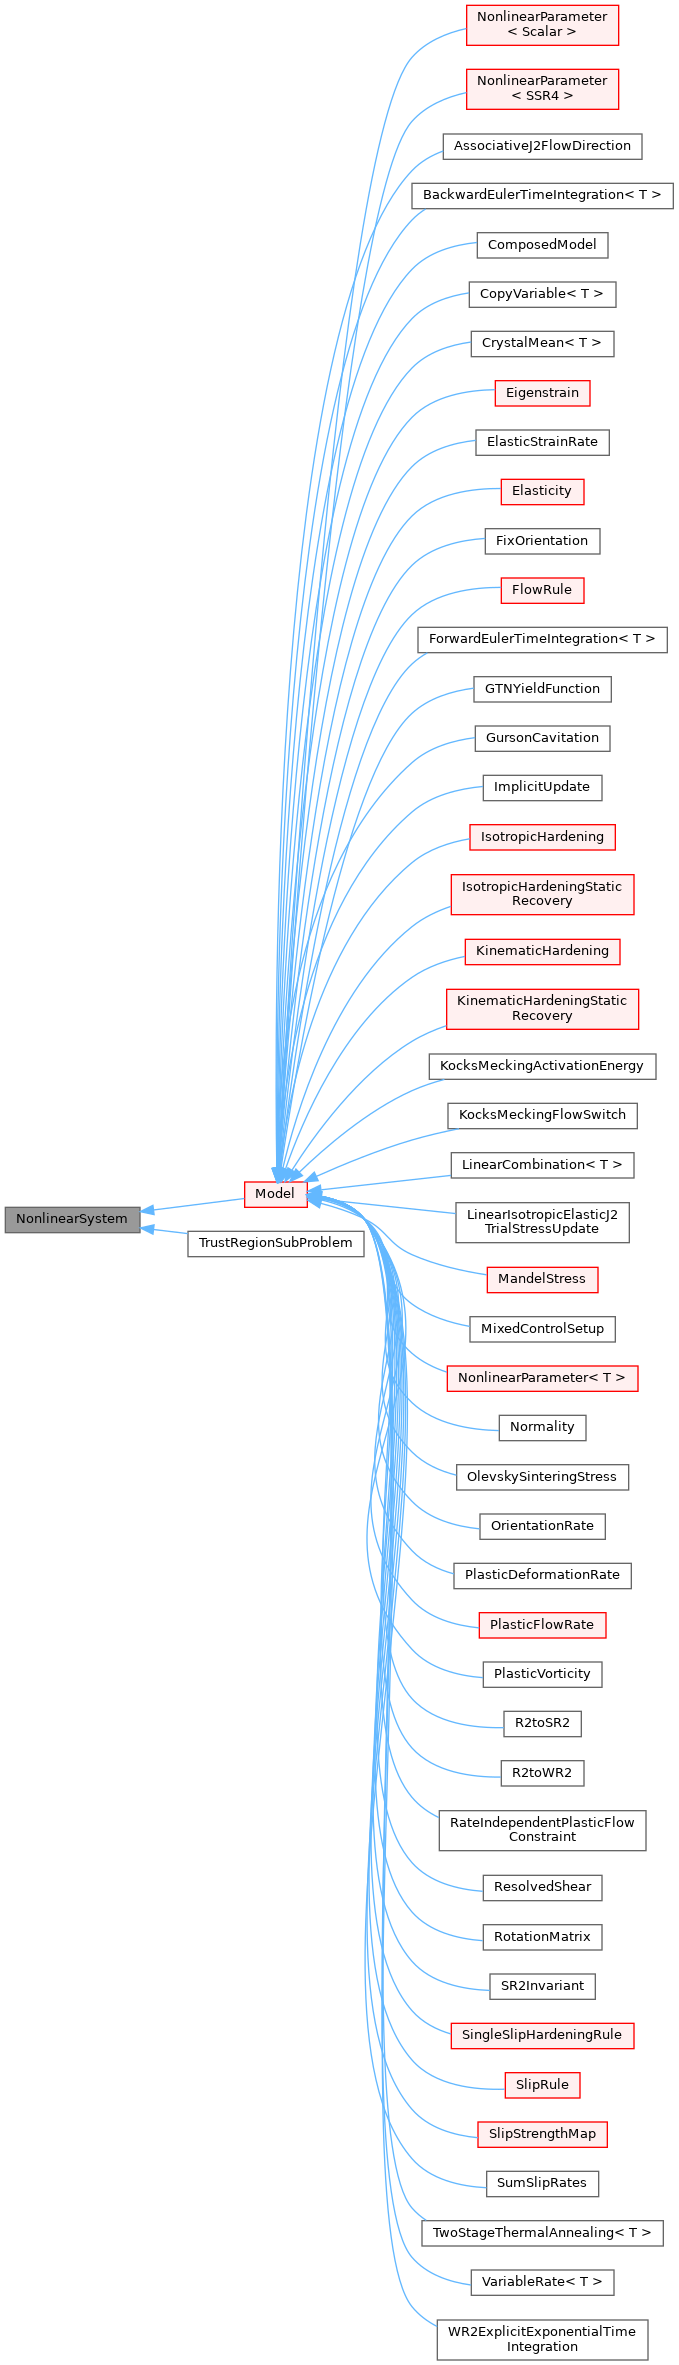 NonlinearParameter
< Scalar >
NonlinearParameter
< SSR4 >
AssociativeJ2FlowDirection
BackwardEulerTimeIntegration< T >
ComposedModel
CopyVariable< T >
CrystalMean< T >
Eigenstrain
ElasticStrainRate
Elasticity
FixOrientation
FlowRule
ForwardEulerTimeIntegration< T >
GTNYieldFunction
GursonCavitation
ImplicitUpdate
IsotropicHardening
IsotropicHardeningStatic
Recovery
KinematicHardening
KinematicHardeningStatic
Recovery
KocksMeckingActivationEnergy
KocksMeckingFlowSwitch
LinearCombination< T >
Model
NonlinearSystem
LinearIsotropicElasticJ2
TrialStressUpdate
TrustRegionSubProblem
MandelStress
MixedControlSetup
NonlinearParameter< T >
Normality
OlevskySinteringStress
OrientationRate
PlasticDeformationRate
PlasticFlowRate
PlasticVorticity
R2toSR2
R2toWR2
RateIndependentPlasticFlow
Constraint
ResolvedShear
RotationMatrix
SR2Invariant
SingleSlipHardeningRule
SlipRule
SlipStrengthMap
SumSlipRates
TwoStageThermalAnnealing< T >
VariableRate< T >
WR2ExplicitExponentialTime
Integration